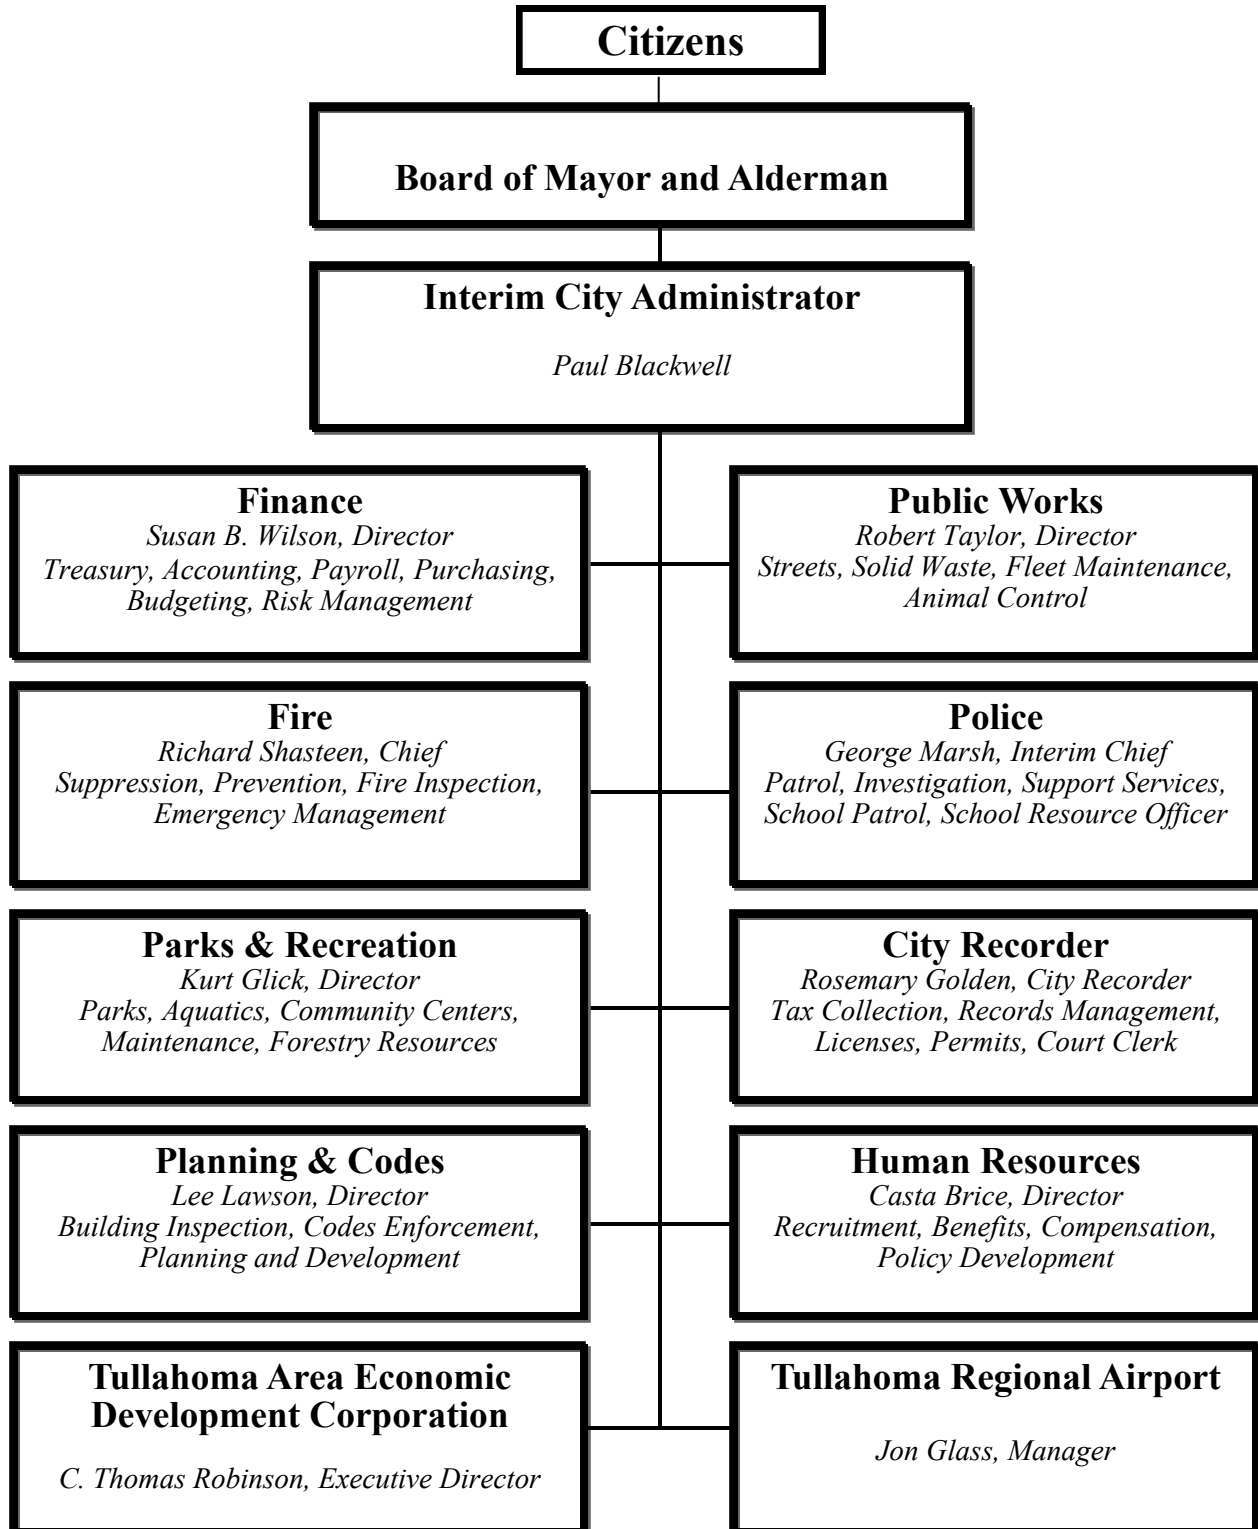 Citizens
Board of Mayor and Alderman
Interim City Administrator
Paul Blackwell
Finance
Susan B. Wilson, Director
Treasury, Accounting, Payroll, Purchasing,
Budgeting, Risk Management
Public Works
Robert Taylor, Director
Streets, Solid Waste, Fleet Maintenance,
Animal Control
Fire
Richard Shasteen, Chief
Suppression, Prevention, Fire Inspection,
Emergency Management
Police
George Marsh, Interim Chief
Patrol, Investigation, Support Services,
School Patrol, School Resource Officer
Parks & Recreation
Kurt Glick, Director
Parks, Aquatics, Community Centers,
Maintenance, Forestry Resources
City Recorder
Rosemary Golden, City Recorder
Tax Collection, Records Management,
Licenses, Permits, Court Clerk
Planning & Codes
Lee Lawson, Director
Building Inspection, Codes Enforcement,
Planning and Development
Human Resources
Casta Brice, Director
Recruitment, Benefits, Compensation,
Policy Development
Tullahoma Area Economic
Development Corporation
C. Thomas Robinson, Executive Director
Tullahoma Regional Airport
Jon Glass, Manager